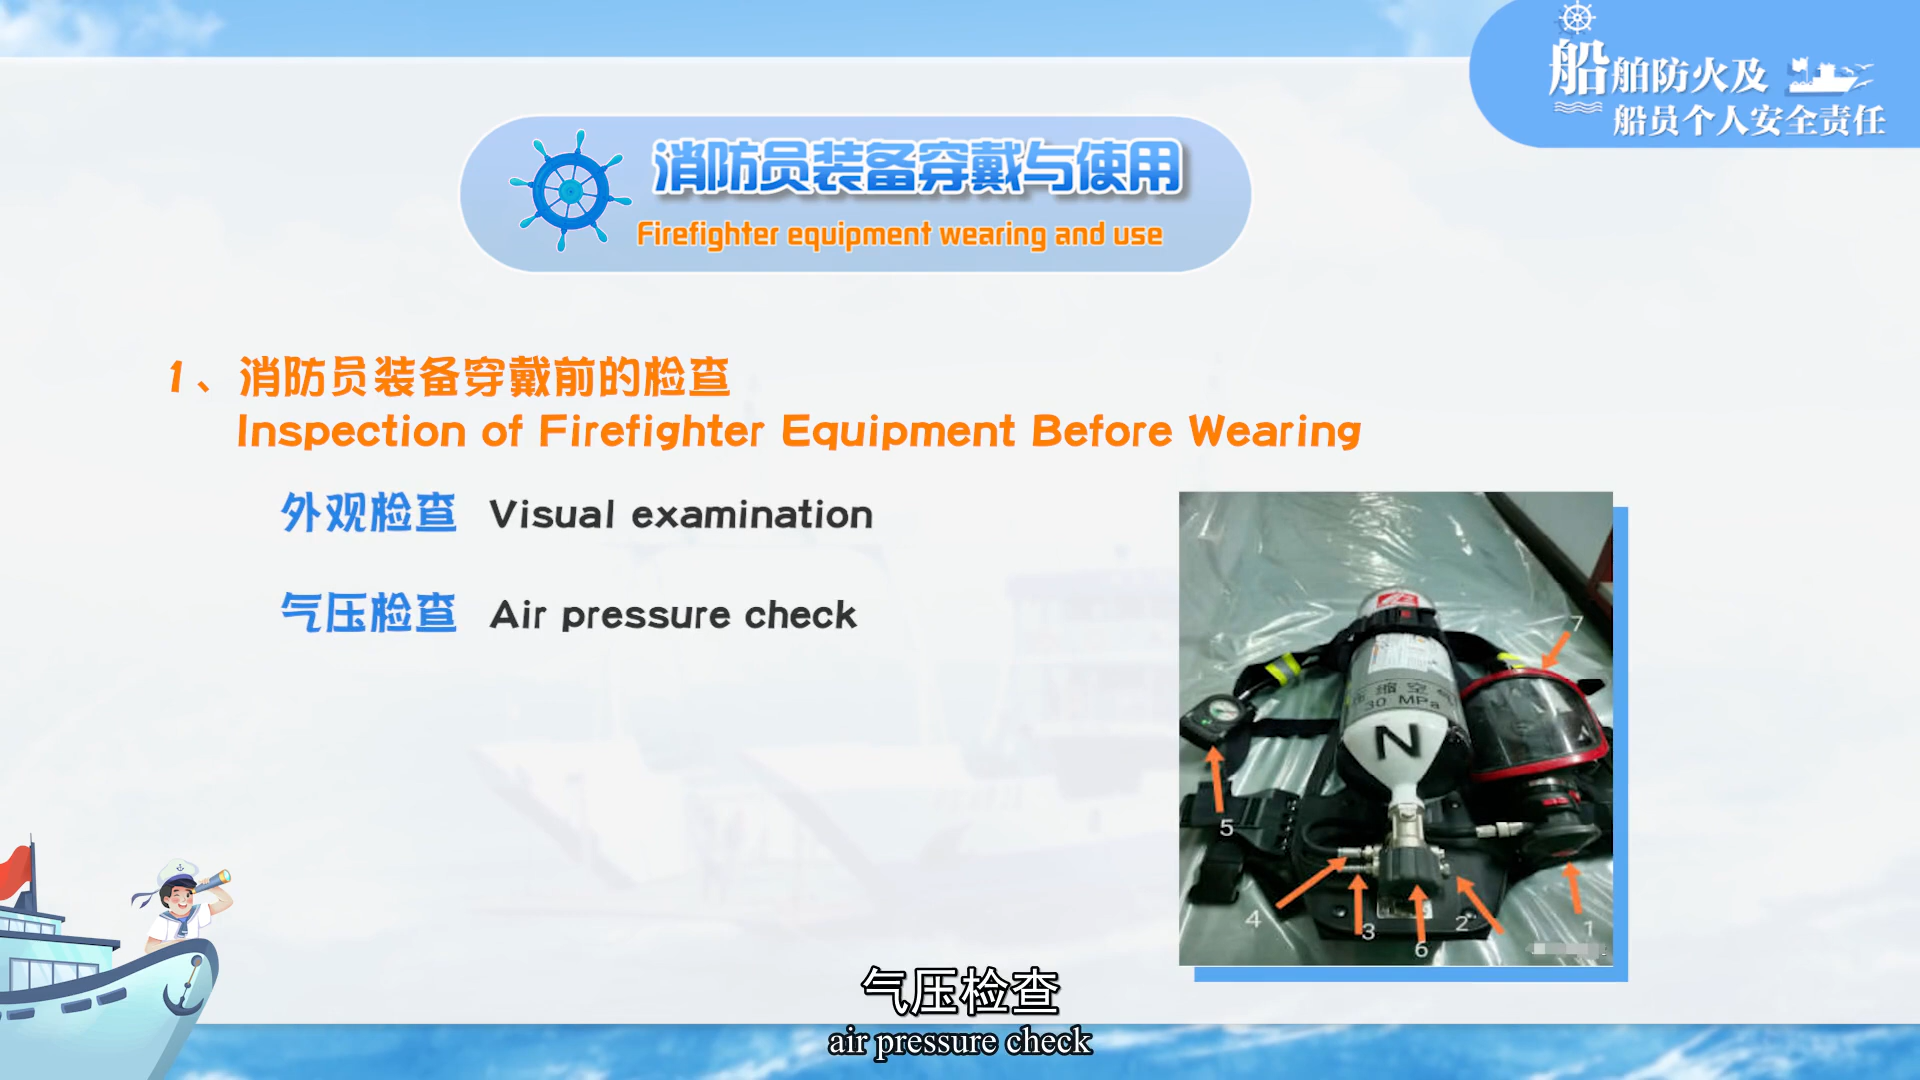 船舶防火及
船员个人安全责任
消防员装备穿戴与使用
Firefighter equipment wearing and use
1、消防员装备穿戴前的检查
Inspection of Firefighter Equipment Before Wearing
外观检查 Visual examination
气压检查 Air pressure check
7
缩空气
30 MPa
N
5
4
3
6
2
1
气压检查
air pressure check